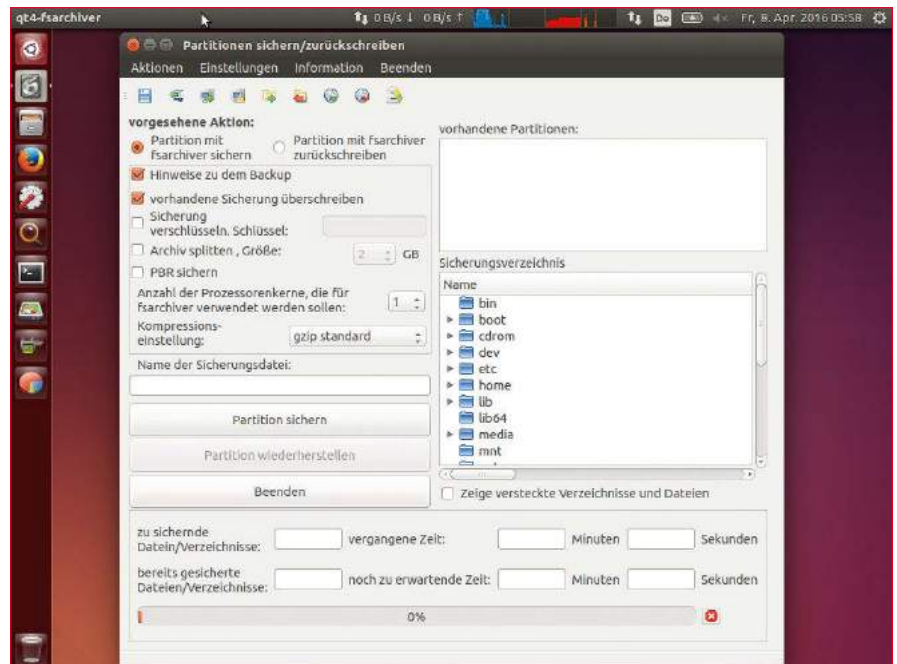 qt4-fsarchiver
0 B/s ↓ 0 B/s ↑
De
Fr, 8. Apr. 2016 05:58
Partitionen sichern/zurückschreiben
Aktionen Einstellungen Information Beenden
vorgesehene Aktion:
Partition mit
fsarchiver sichern
Partition mit fsarchiver
zurückschreiben
Hinweise zu dem Backup
vorhandene Sicherung überschreiben
Sicherung
verschlüsseln. Schlüssel:
Archiv splitten , Größe:
2
GB
PBR sichern
Anzahl der Prozessorenkerne, die für
fsarchiver verwendet werden sollen:
1
Kompressions-
einstellung:
gzip standard
Name der Sicherungsdatei:
Partition sichern
Partition wiederherstellen
Beenden
vorhandene Partitionen:
Sicherungsverzeichnis
Name
bin
boot
cdrom
dev
etc
home
lib
lib64
media
mnt
Zeige versteckte Verzeichnisse und Dateien
zu sichernde
Datein/Verzeichnisse:
vergangene Zeit:
Minuten
Sekunden
bereits gesicherte
Dateien/Verzeichnisse:
noch zu erwartende Zeit:
Minuten
Sekunden
0%